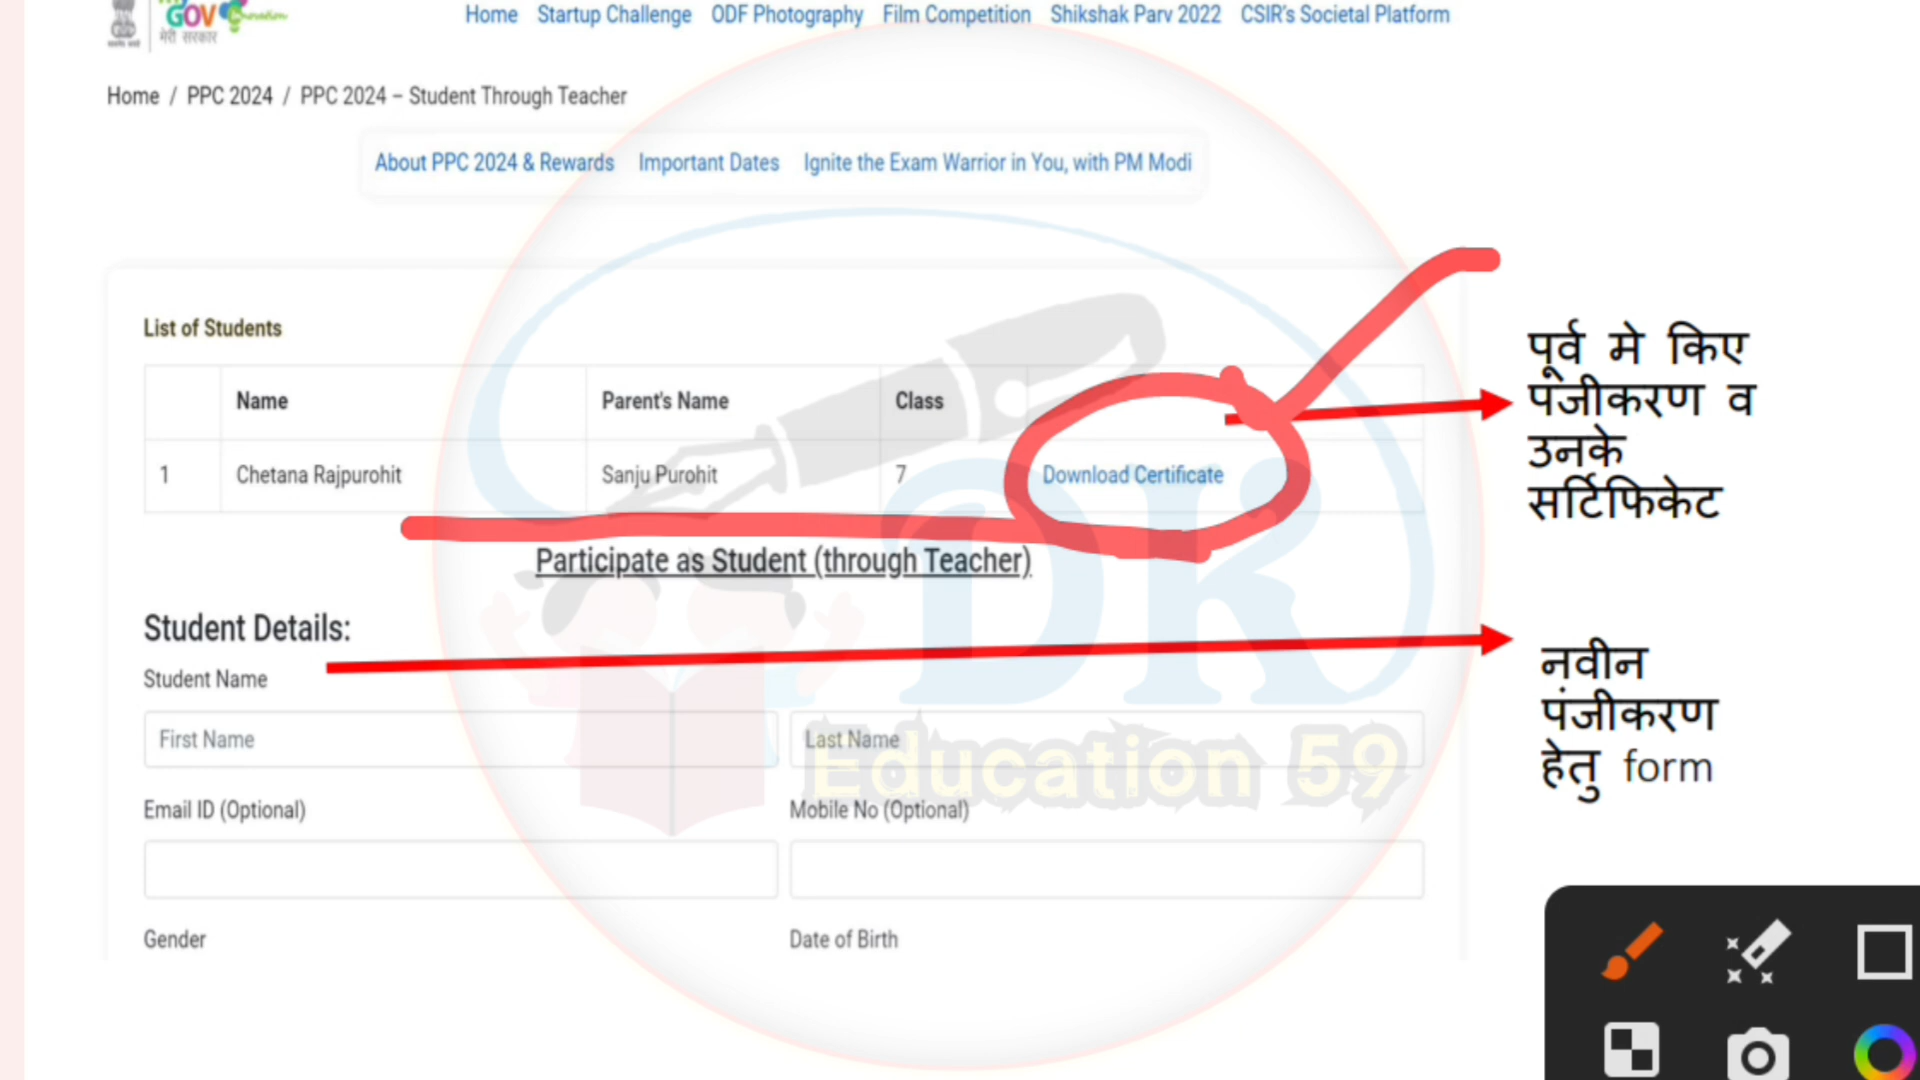 GOV
मेरी सरकार
Home Startup Challenge ODF Photography Film Competition Shikshak Parv 2022 CSIR's Societal Platform
Home / PPC 2024 / PPC 2024 – Student Through Teacher
About PPC 2024 & Rewards Important Dates Ignite the Exam Warrior in You, with PM Modi
List of Students
Name Parent's Name Class
1 Chetana Rajpurohit Sanju Purohit 7 Download Certificate
पूर्व मे किए
पंजीकरण व
उनके
सर्टिफिकेट
Participate as Student (through Teacher)
Student Details:
Student Name
First Name Last Name
Email ID (Optional) Mobile No (Optional)
Gender Date of Birth
नवीन
पंजीकरण
हेतु form
DK
Education 59